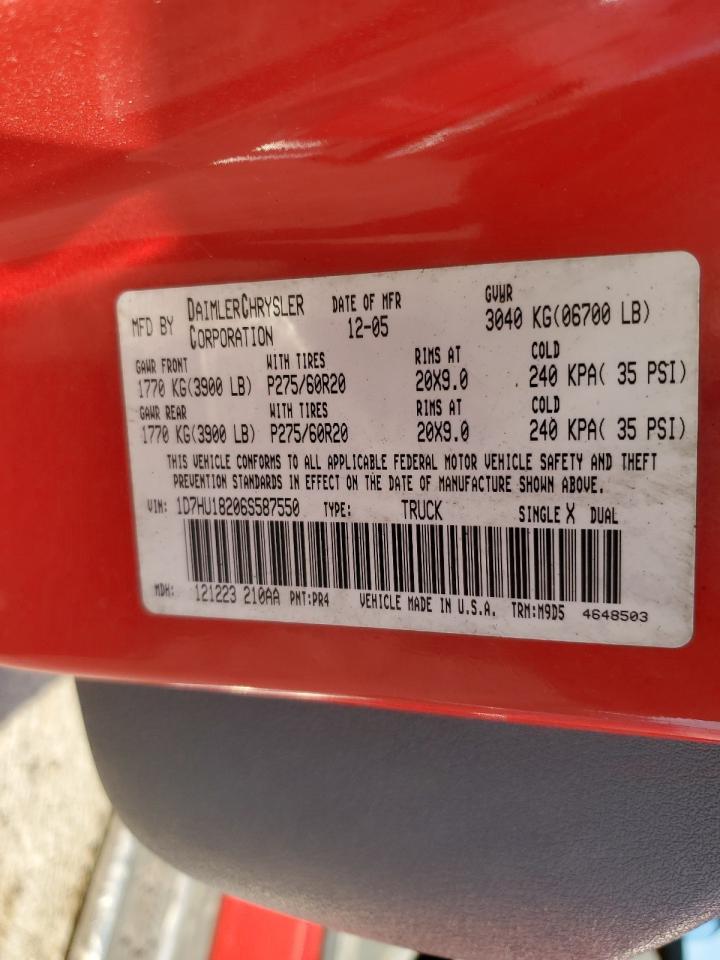 MFD BY DAIMLERCHRYSLER CORPORATION DATE OF MFR 12-05 GVWR 3040 KG(06700 LB)
GAWR FRONT WITH TIRES RIMS AT COLD
1770 KG(3900 LB) P275/60R20 20X9.0 240 KPA( 35 PSI)
GAWR REAR WITH TIRES RIMS AT COLD
1770 KG(3900 LB) P275/60R20 20X9.0 240 KPA( 35 PSI)
THIS VEHICLE CONFORMS TO ALL APPLICABLE FEDERAL MOTOR VEHICLE SAFETY AND THEFT
PREVENTION STANDARDS IN EFFECT ON THE DATE OF MANUFACTURE SHOWN ABOVE.
VIN: 1D7HU18206S587550 TYPE: TRUCK SINGLE X DUAL
MDH: 121223 210AA PNT:PR4 VEHICLE MADE IN U.S.A. TRM:M9D5 4648503